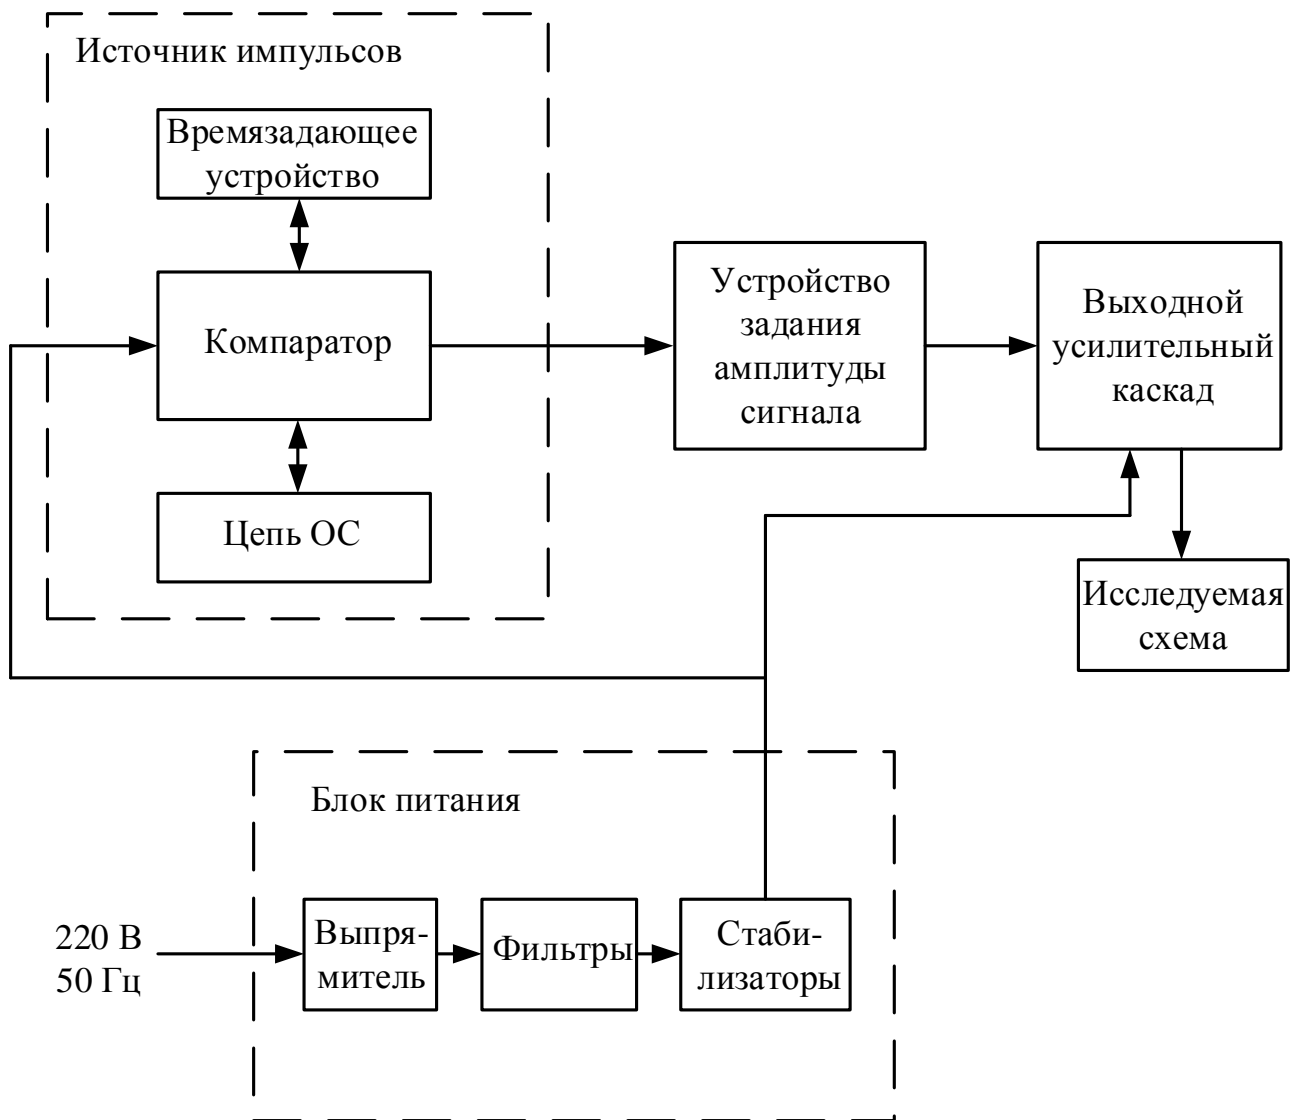 Источник импульсов
Времязадающее
устройство
Компаратор
Цепь ОС
Устройство
задания
амплитуды
сигнала
Выходной
усилительный
каскад
Исследуемая
схема
Блок питания
220 В
50 Гц
Выпря-
митель
Фильтры
Стаби-
лизаторы